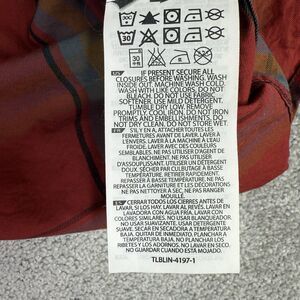 30
US IF PRESENT SECURE ALL
CLOSURES BEFORE WASHING. WASH
INSIDE OUT. MACHINE WASH COLD.
WASH WITH LIKE COLORS. DO NOT
BLEACH. DO NOT USE FABRIC
SOFTENER. USE MILD DETERGENT.
TUMBLE DRY LOW. REMOVE
PROMPTLY. COOL IRON. DO NOT IRON
TRIMS AND EMBELLISHMENTS. DO
NOT DRY CLEAN. DO NOT STORE WET.
FR S'IL Y EN A, ATTACHER TOUTES LES
FERMETURES AVANT DE LAVER. LAVER À
L'ENVERS. LAVER À LA MACHINE À L'EAU
FROIDE. LAVER AVEC DES COULEURS
SEMBLABLES. NE PAS UTILISER D'AGENT
BLANCHISSANT. NE PAS UTILISER
D'ASSOUPLISSANT. UTILISER UN DÉTERGENT
DOUX. SÉCHER PAR CULBUTAGE À BASSE
TEMPÉRATURE. RETIRER RAPIDEMENT.
REPASSER À BASSE TEMPÉRATURE. NE PAS
REPASSER LA GARNITURE ET LES DÉCORATIONS
NE PAS NETTOYER À SEC. NE PAS RANGER
MOUILLÉ.
ES CERRAR TODOS LOS CIERRES ANTES DE
LAVAR, SI LOS HAY. LAVAR AL REVÉS. LAVAR EN
LAVADORA CON AGUA FRÍA. LAVAR CON
COLORES SIMILARES. NO USAR BLANQUEADOR.
NO USAR SUAVIZANTE. USAR DETERGENTE
SUAVE. SECAR EN SECADORA A TEMPERATURA
BAJA. QUITAR DE INMEDIATO. PLANCHAR A
TEMPERATURA BAJA. NO PLANCHAR LOS
RIBETES Y LOS ADORNOS. NO LAVAR EN SECO.
NO GUARDAR CUANDO ESTÁ MOJADO.
TLBLIN-4197-1